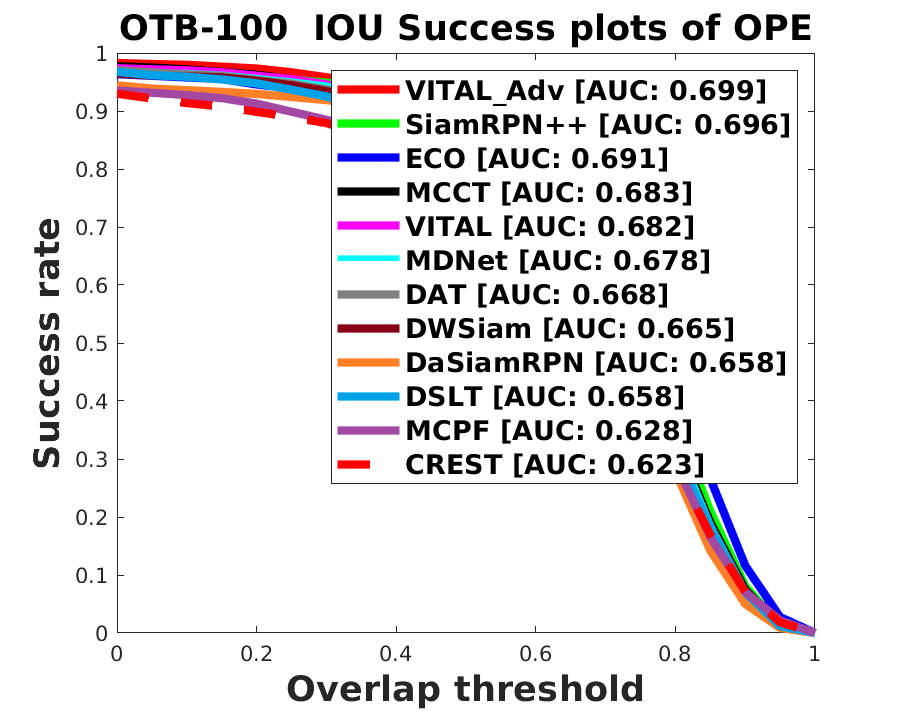 OTB-100  IOU Success plots of OPE
1
0.9
0.8
0.7
0.6
0.5
0.4
0.3
0.2
0.1
0
Success rate
VITAL_Adv [AUC: 0.699]
SiamRPN++ [AUC: 0.696]
ECO [AUC: 0.691]
MCCT [AUC: 0.683]
VITAL [AUC: 0.682]
MDNet [AUC: 0.678]
DAT [AUC: 0.668]
DWSiam [AUC: 0.665]
DaSiamRPN [AUC: 0.658]
DSLT [AUC: 0.658]
MCPF [AUC: 0.628]
CREST [AUC: 0.623]
0 0.2 0.4 0.6 0.8 1
Overlap threshold